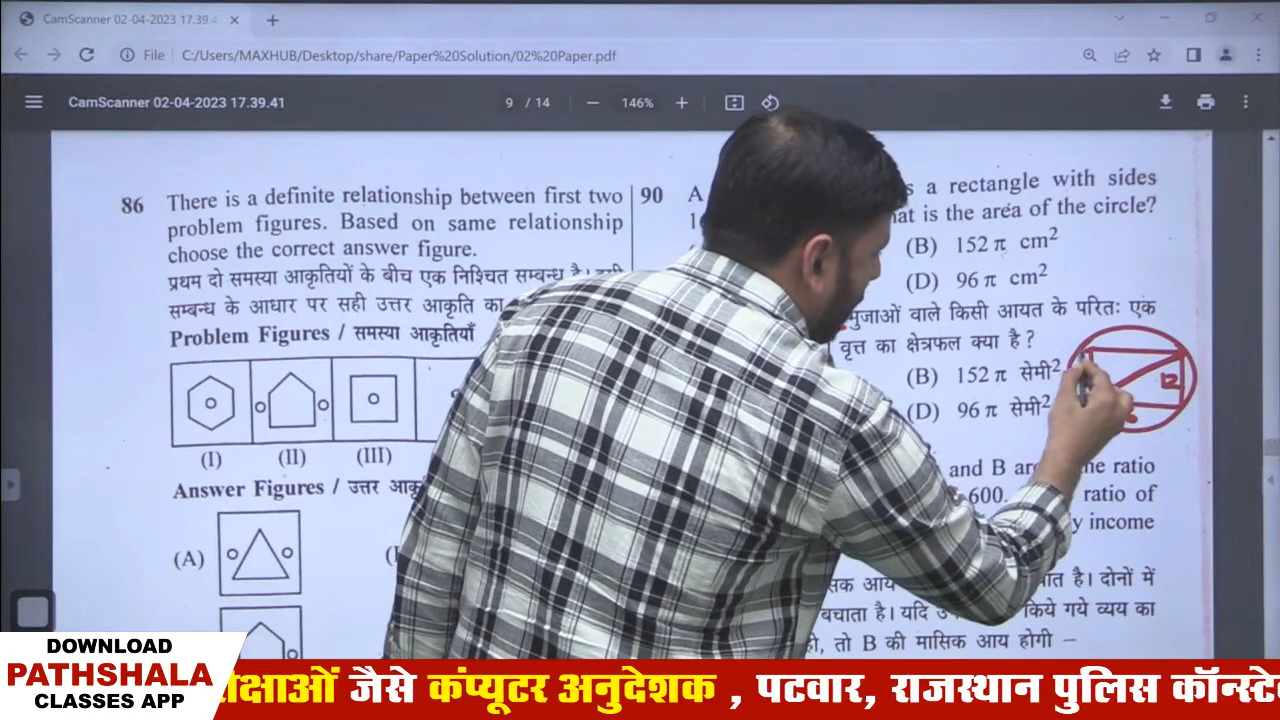 CamScanner 02-04-2023 17.39.4
File C:/Users/MAXHUB/Desktop/share/Paper%20Solution/02%20Paper.pdf
CamScanner 02-04-2023 17.39.41
9 / 14
146%
86 There is a definite relationship between first two
problem figures. Based on same relationship
choose the correct answer figure.
प्रथम दो समस्या आकृतियों के बीच एक निश्चित सम्बन्ध है।
सम्बन्ध के आधार पर सही उत्तर आकृति का
Problem Figures / समस्या आकृतियाँ
(I) (II) (III)
Answer Figures / उत्तर
(A)
90 A
s a rectangle with sides
at is the area of the circle?
(B) 152 π cm²
(D) 96 π cm²
भुजाओं वाले किसी आयत के परितः एक
वृत्त का क्षेत्रफल क्या है ?
(B) 152 π सेमी²
(D) 96 π सेमी²
12
and B are the ratio
600. ratio of
y income
आय है। दोनों में
बचाता है। यदि किये गये व्यय का
हो, तो B की मासिक आय होगी –
DOWNLOAD
PATHSHALA
CLASSES APP
जैसे कंप्यूटर अनुदेशक , पटवार, राजस्थान पुलिस